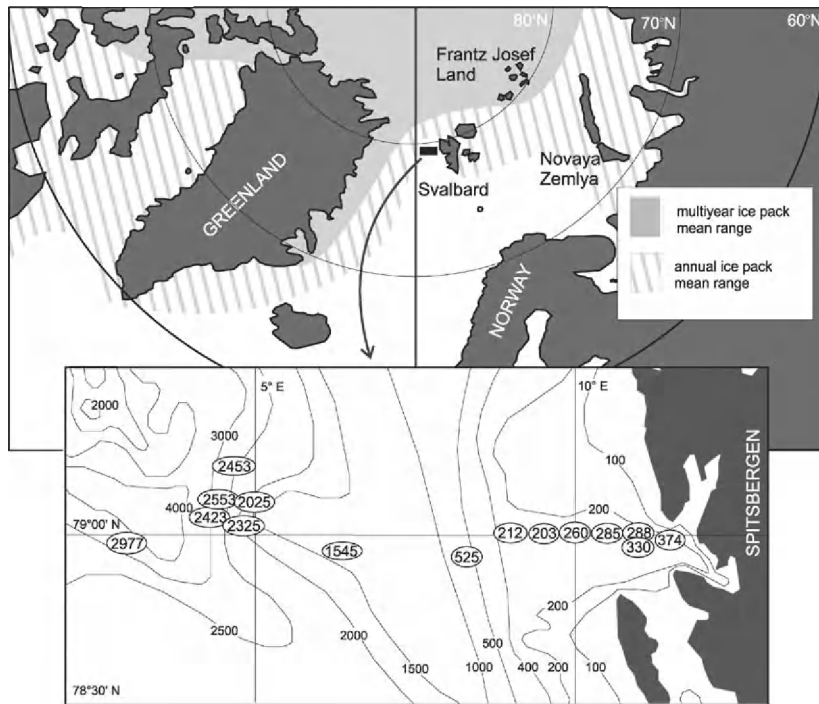 80°N
70°N
60°N
Frantz Josef
Land
Novaya
Zemlya
Svalbard
GREENLAND
NORWAY
multiyear ice pack
mean range
annual ice pack
mean range
5° E
10° E
2000
3000
100
2453
SPITSBERGEN
2553
2025
4000
200
2423
2325
79°00' N
212
203
260
285
288
374
2977
1545
525
330
200
2500
2000
500
1500
1000
400
200
100
78°30' N